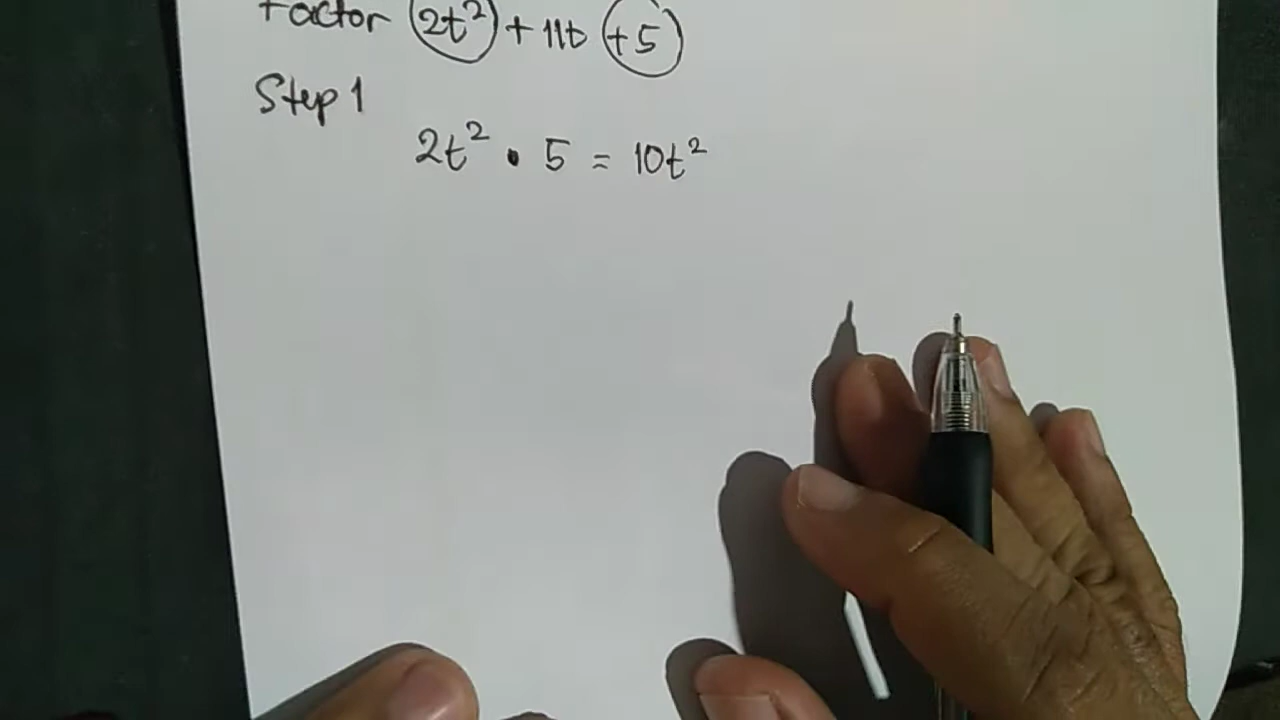 Factor 2t² + 11t + 5
Step 1
2t² • 5 = 10t²